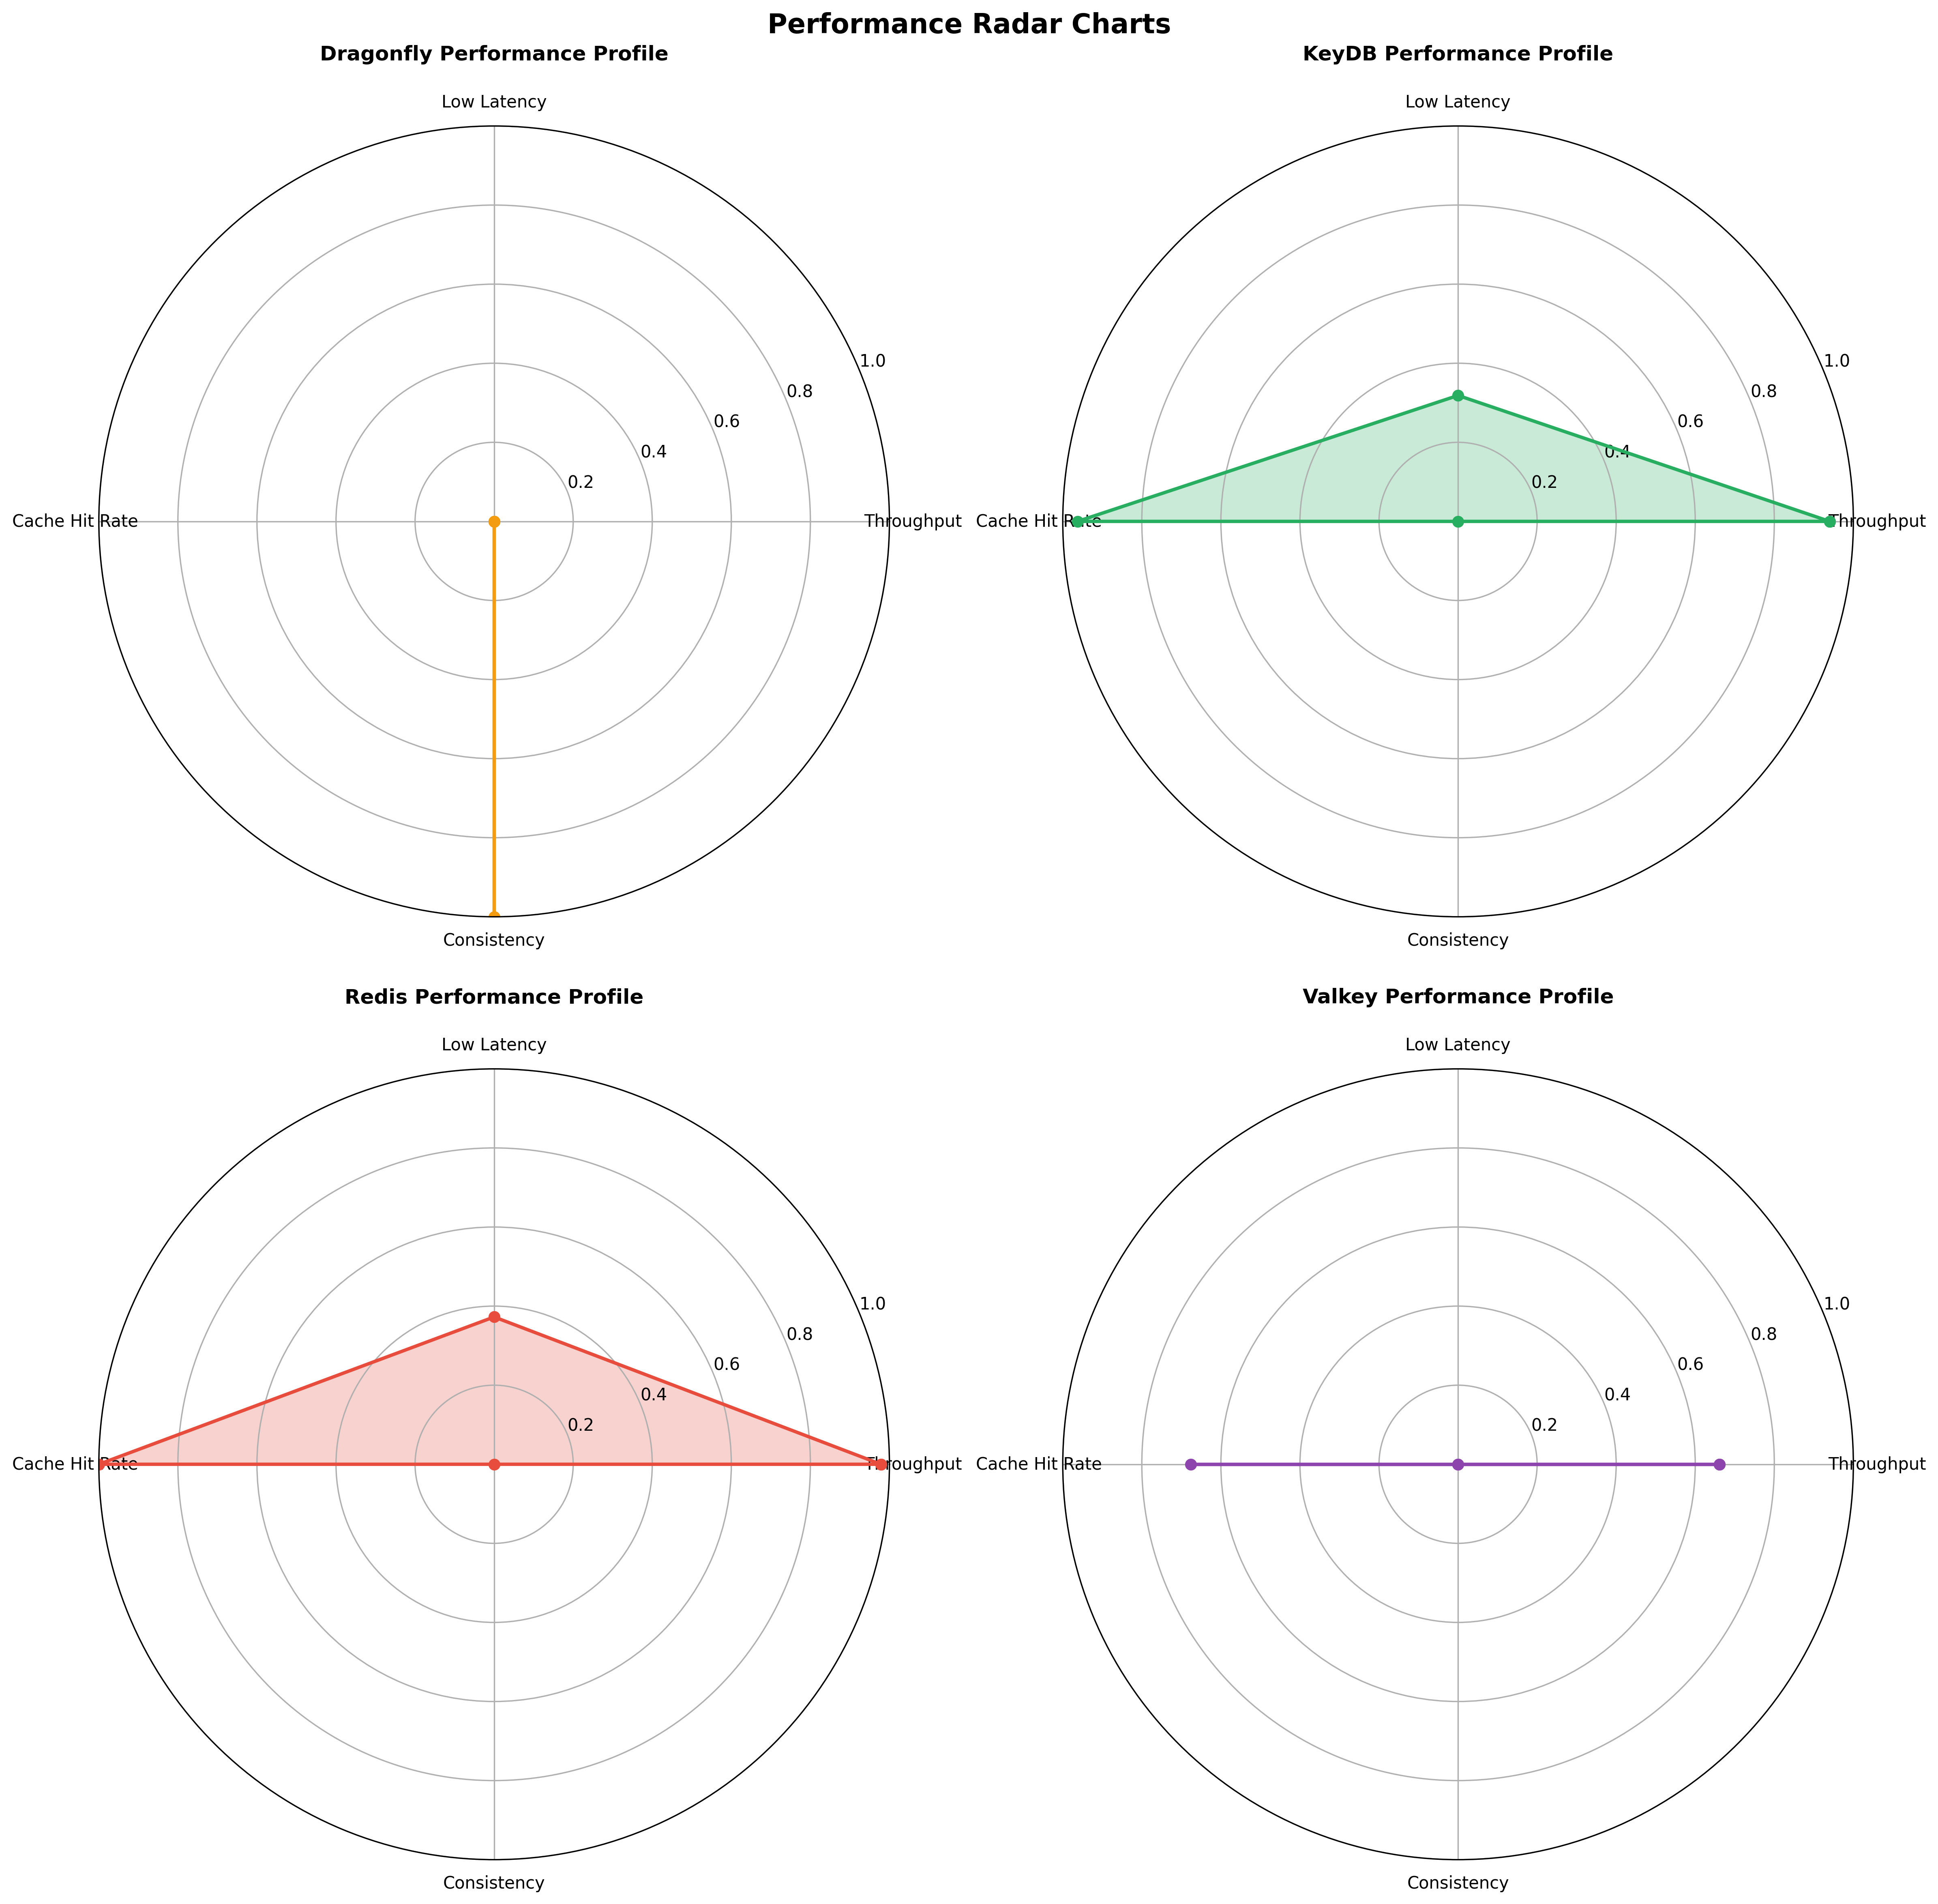 Performance Radar Charts
Dragonfly Performance Profile
Low Latency
1.0
0.8
0.6
0.4
0.2
Cache Hit Rate
Throughput
Consistency
KeyDB Performance Profile
Low Latency
1.0
0.8
0.6
0.4
0.2
Cache Hit Rate
Throughput
Consistency
Redis Performance Profile
Low Latency
1.0
0.8
0.6
0.4
0.2
Cache Hit Rate
Throughput
Consistency
Valkey Performance Profile
Low Latency
1.0
0.8
0.6
0.4
0.2
Cache Hit Rate
Throughput
Consistency